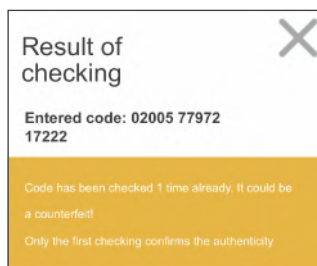 Result of
checking
Entered code: 02005 77972
17222
Code has been checked 1 time already. It could be
a counterfeit!
Only the first checking confirms the authenticity